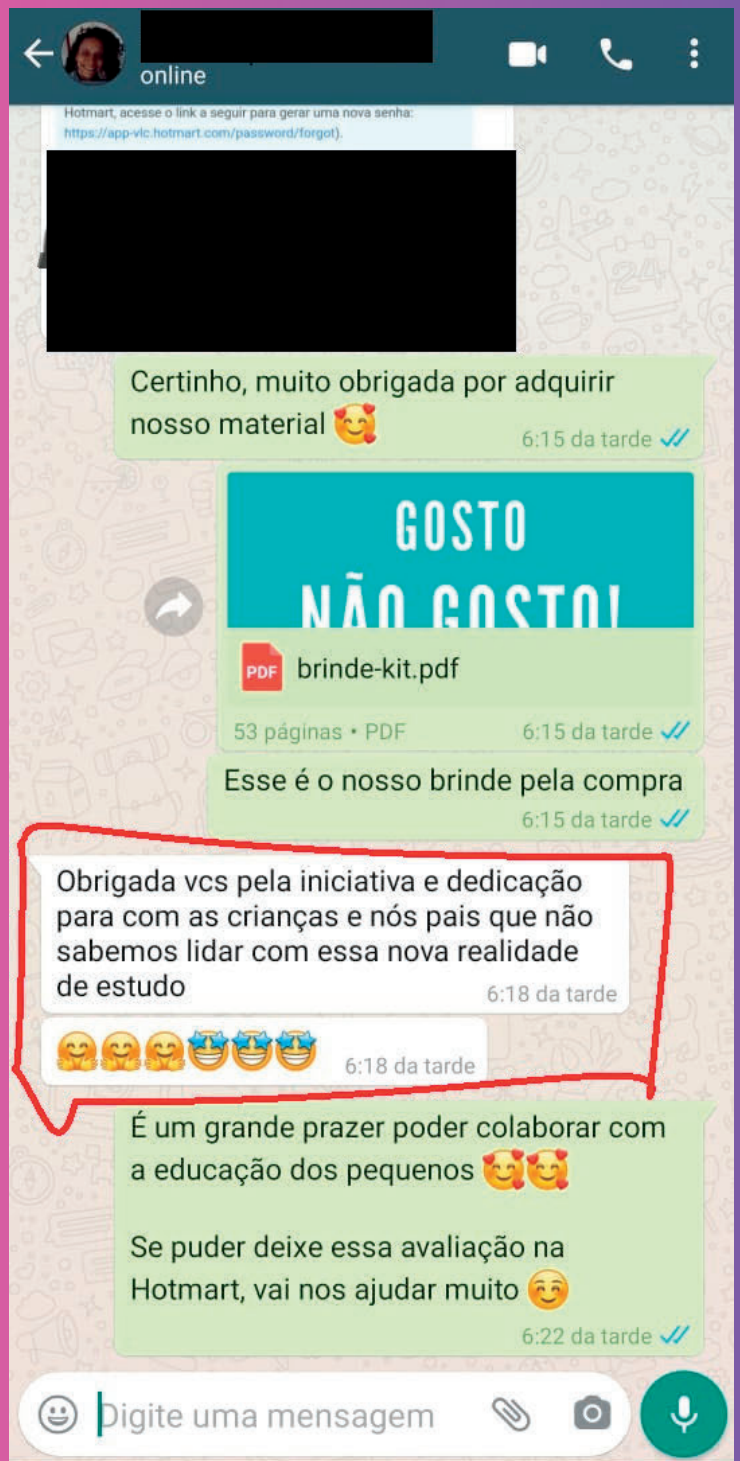 online
Hotmart, acesse o link a seguir para gerar uma nova senha:
https://app-vlc.hotmart.com/password/forgot).
Certinho, muito obrigada por adquirir
nosso material 🥰
6:15 da tarde
GOSTO
NÃO GOSTO!
PDF
brinde-kit.pdf
53 páginas • PDF
6:15 da tarde
Esse é o nosso brinde pela compra
6:15 da tarde
Obrigada vcs pela iniciativa e dedicação
para com as crianças e nós pais que não
sabemos lidar com essa nova realidade
de estudo
6:18 da tarde
🤗🤗🤗🤩🤩🤩
6:18 da tarde
É um grande prazer poder colaborar com
a educação dos pequenos 🥰🥰
Se puder deixe essa avaliação na
Hotmart, vai nos ajudar muito ☺️
6:22 da tarde
Digite uma mensagem